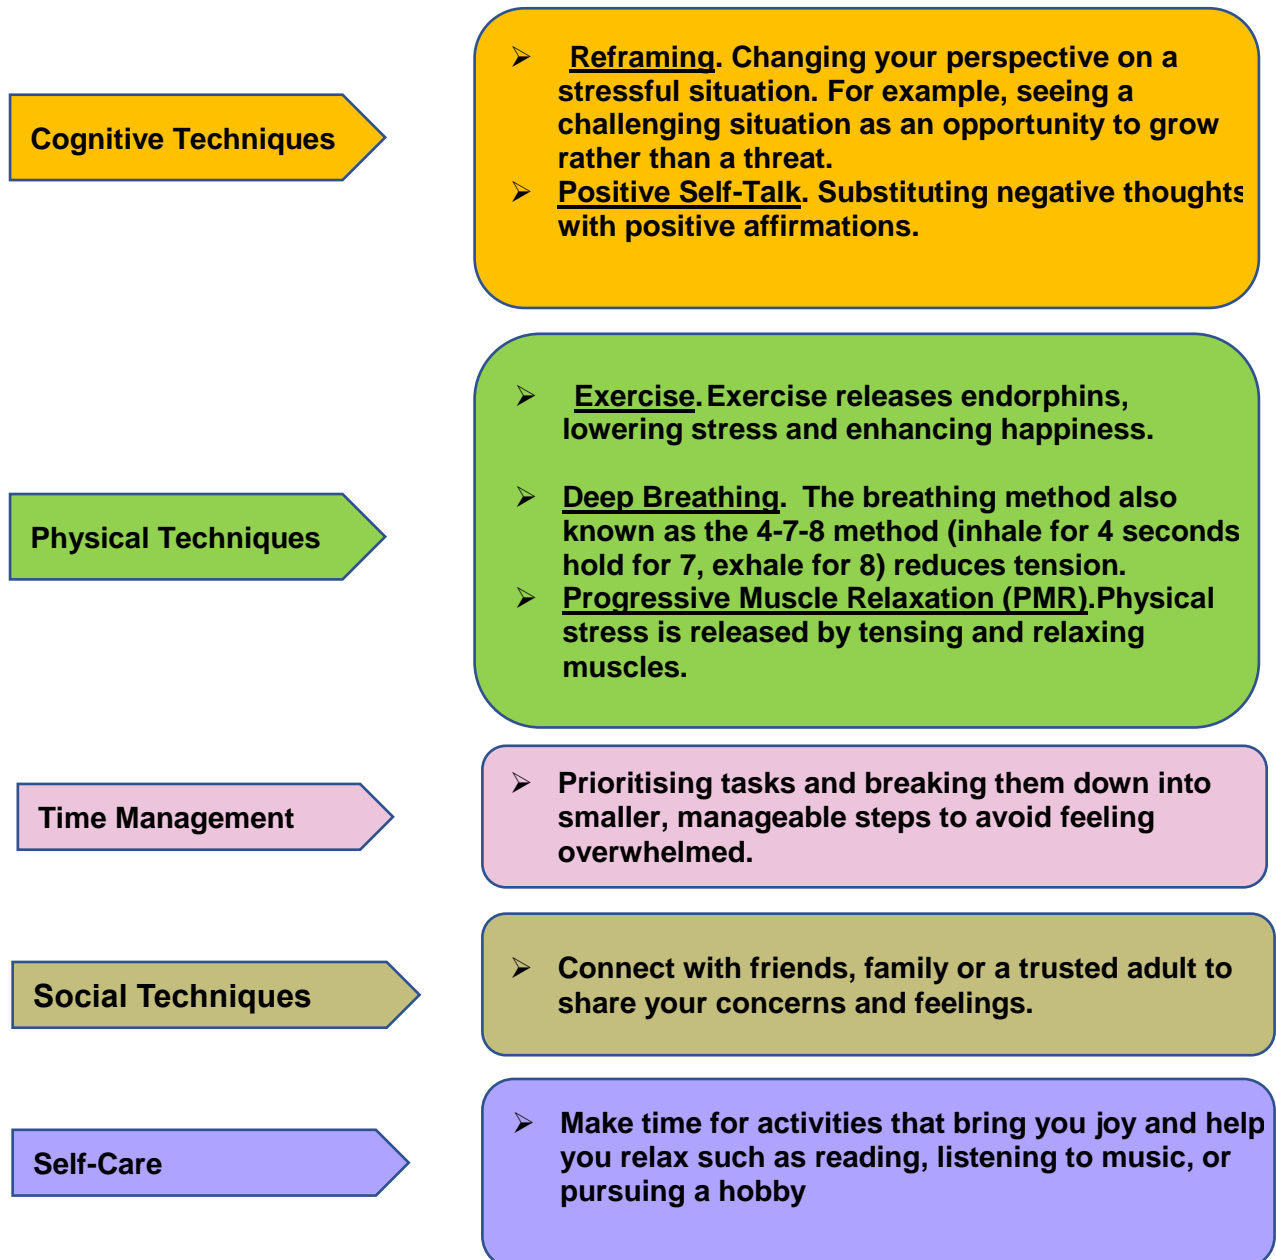 Cognitive Techniques
➢ Reframing. Changing your perspective on a
stressful situation. For example, seeing a
challenging situation as an opportunity to grow
rather than a threat.
➢ Positive Self-Talk. Substituting negative thoughts
with positive affirmations.
Physical Techniques
➢ Exercise. Exercise releases endorphins,
lowering stress and enhancing happiness.
➢ Deep Breathing. The breathing method also
known as the 4-7-8 method (inhale for 4 seconds
hold for 7, exhale for 8) reduces tension.
➢ Progressive Muscle Relaxation (PMR).Physical
stress is released by tensing and relaxing
muscles.
Time Management
➢ Prioritising tasks and breaking them down into
smaller, manageable steps to avoid feeling
overwhelmed.
Social Techniques
➢ Connect with friends, family or a trusted adult to
share your concerns and feelings.
Self-Care
➢ Make time for activities that bring you joy and help
you relax such as reading, listening to music, or
pursuing a hobby